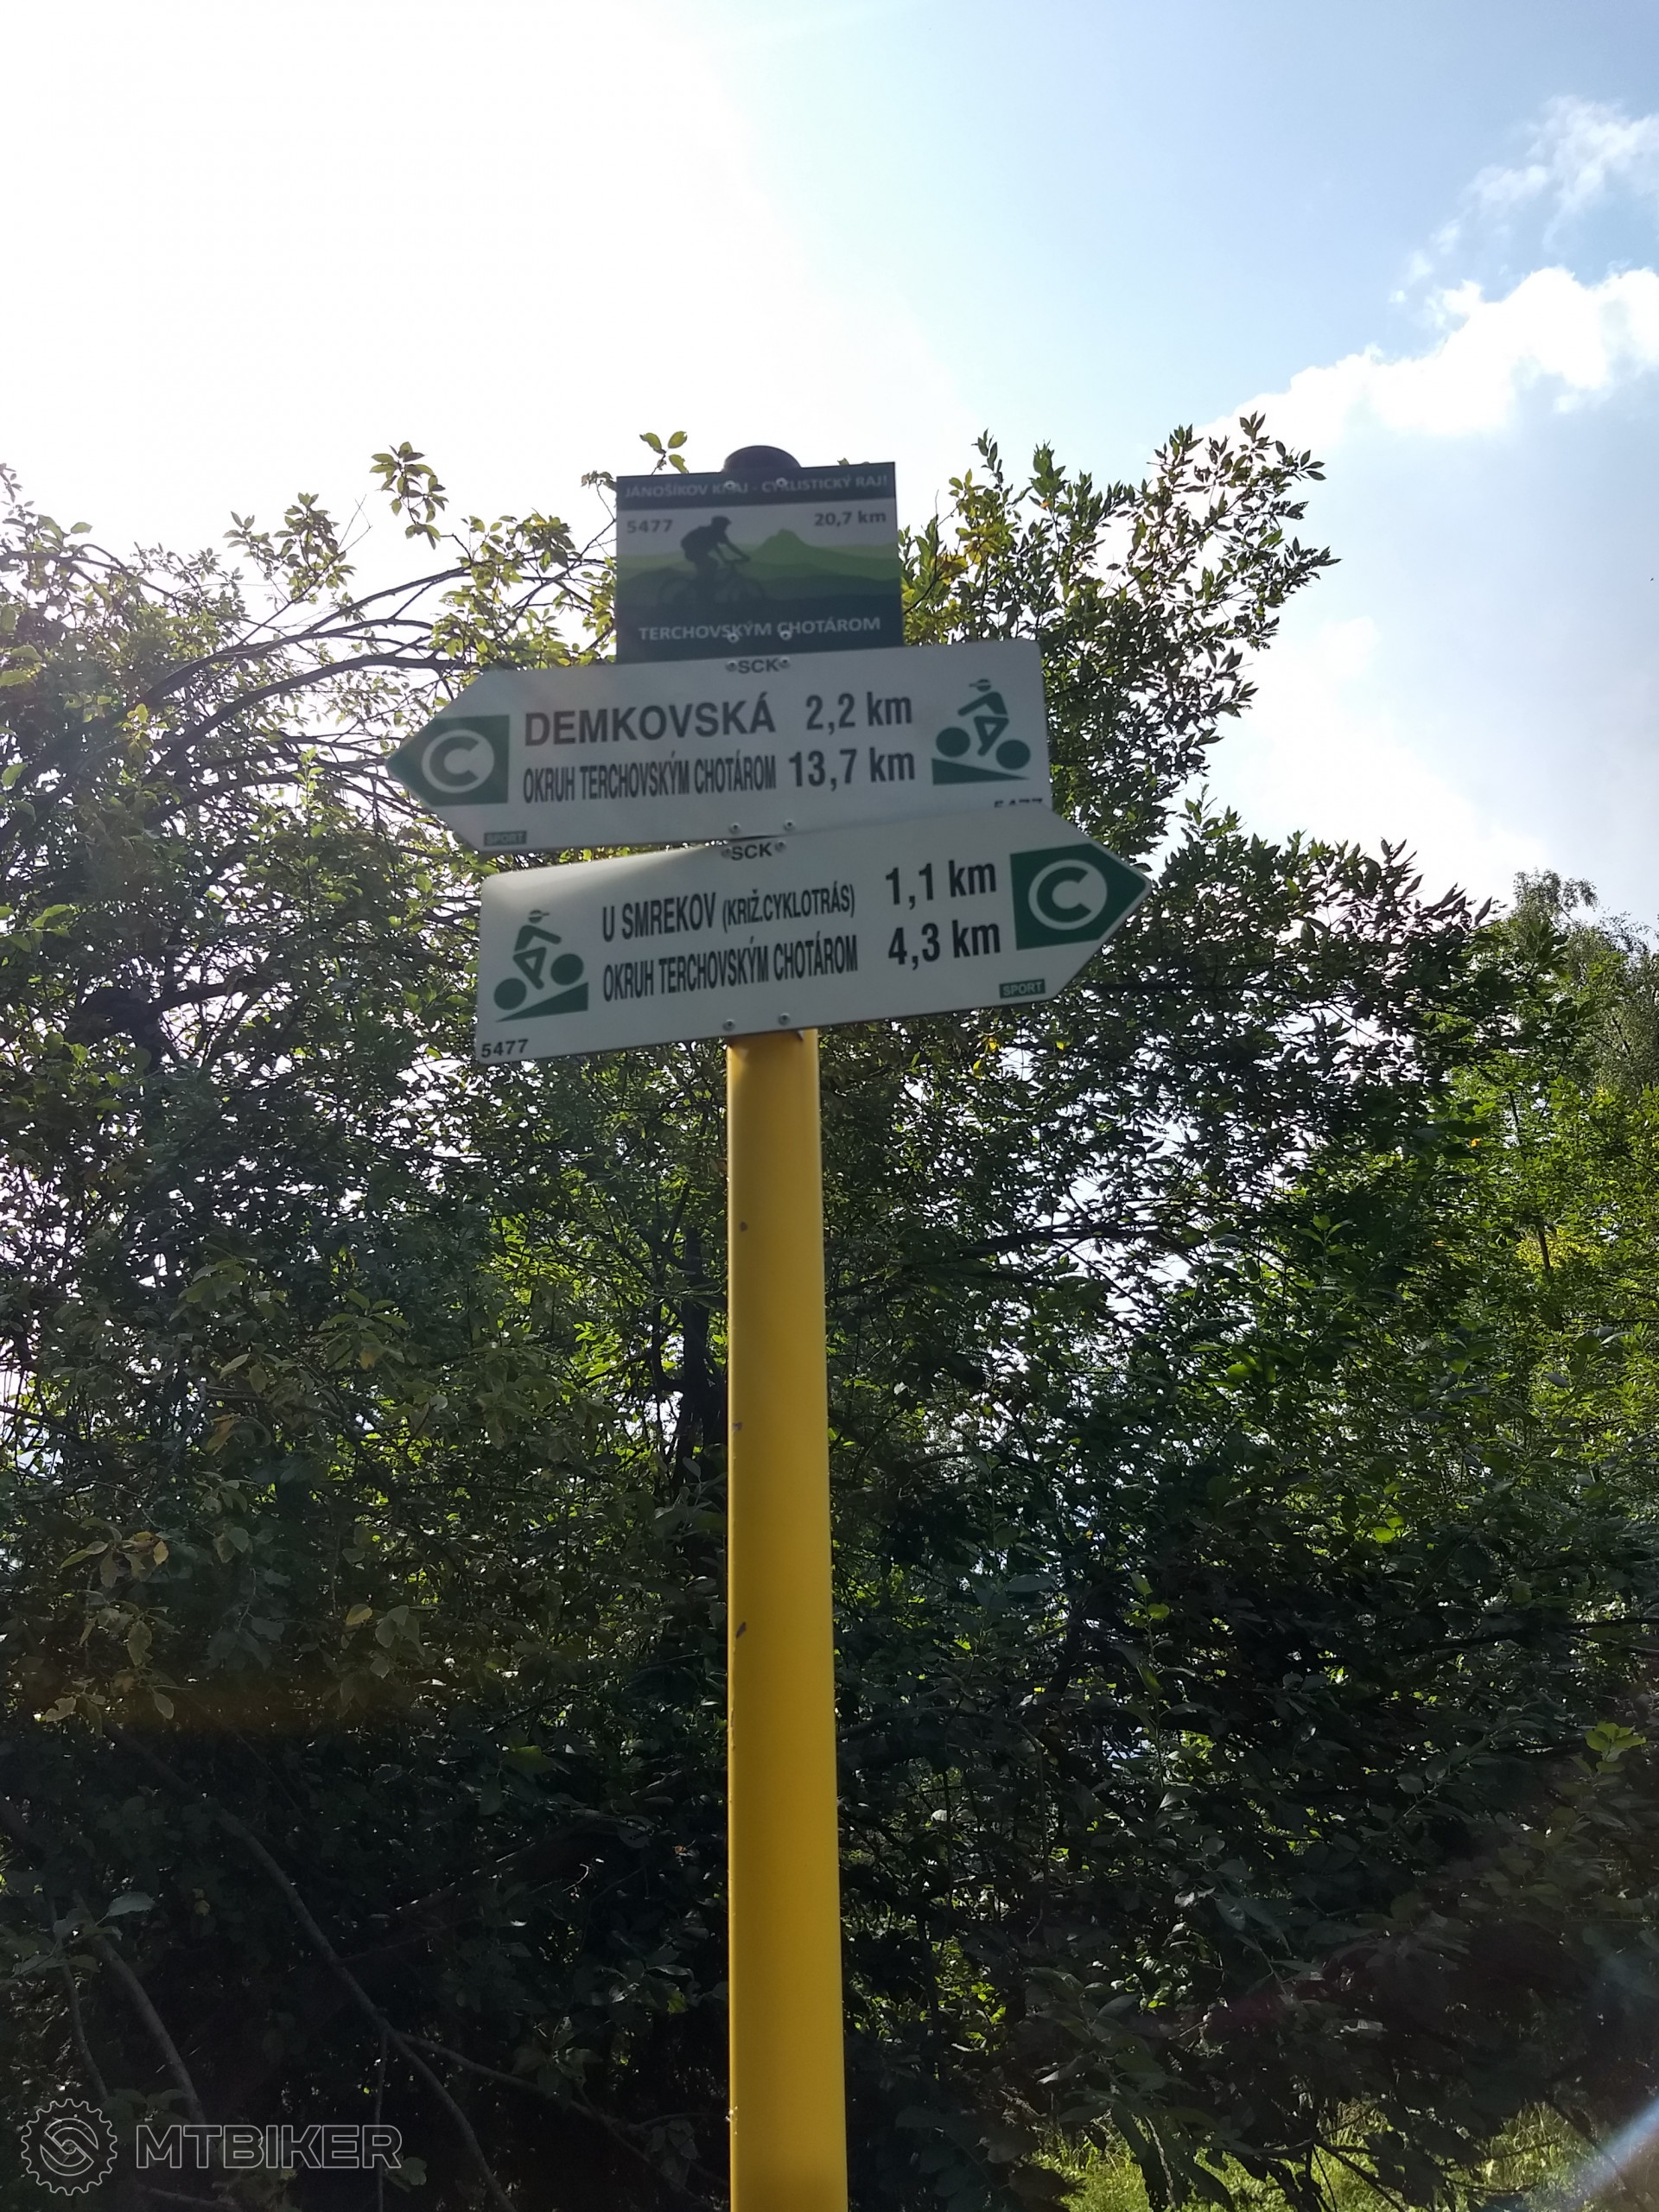 JÁNOŠÍKOV KRAJ - CYKLISTICKÝ RAJ!
5477 20,7 km
TERCHOVSKÝM CHOTÁROM
SCK
C DEMKOVSKÁ 2,2 km
OKRUH TERCHOVSKÝM CHOTÁROM 13,7 km
5477
SPORT
SCK
U SMREKOV (KRIŽ.CYKLOTRÁS) 1,1 km C
OKRUH TERCHOVSKÝM CHOTÁROM 4,3 km
SPORT
5477
MTBIKER